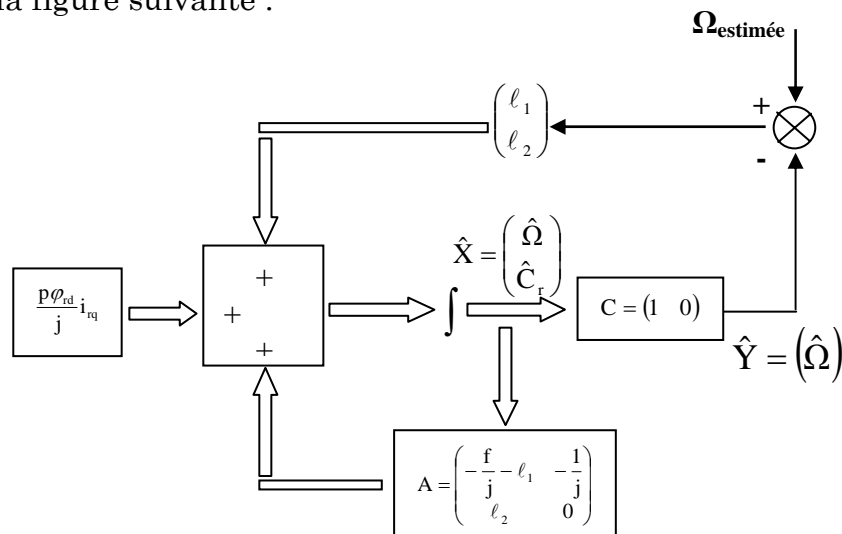 la figure suivante :
Ωestimée
+
-
(ℓ1
ℓ2)
X̂ = (Ω̂
Ĉr)
pφrd/j irq
+
+
+
∫
C = (1 0)
Ŷ = (Ω̂)
A = (-f/j - ℓ1 -1/j
ℓ2 0)